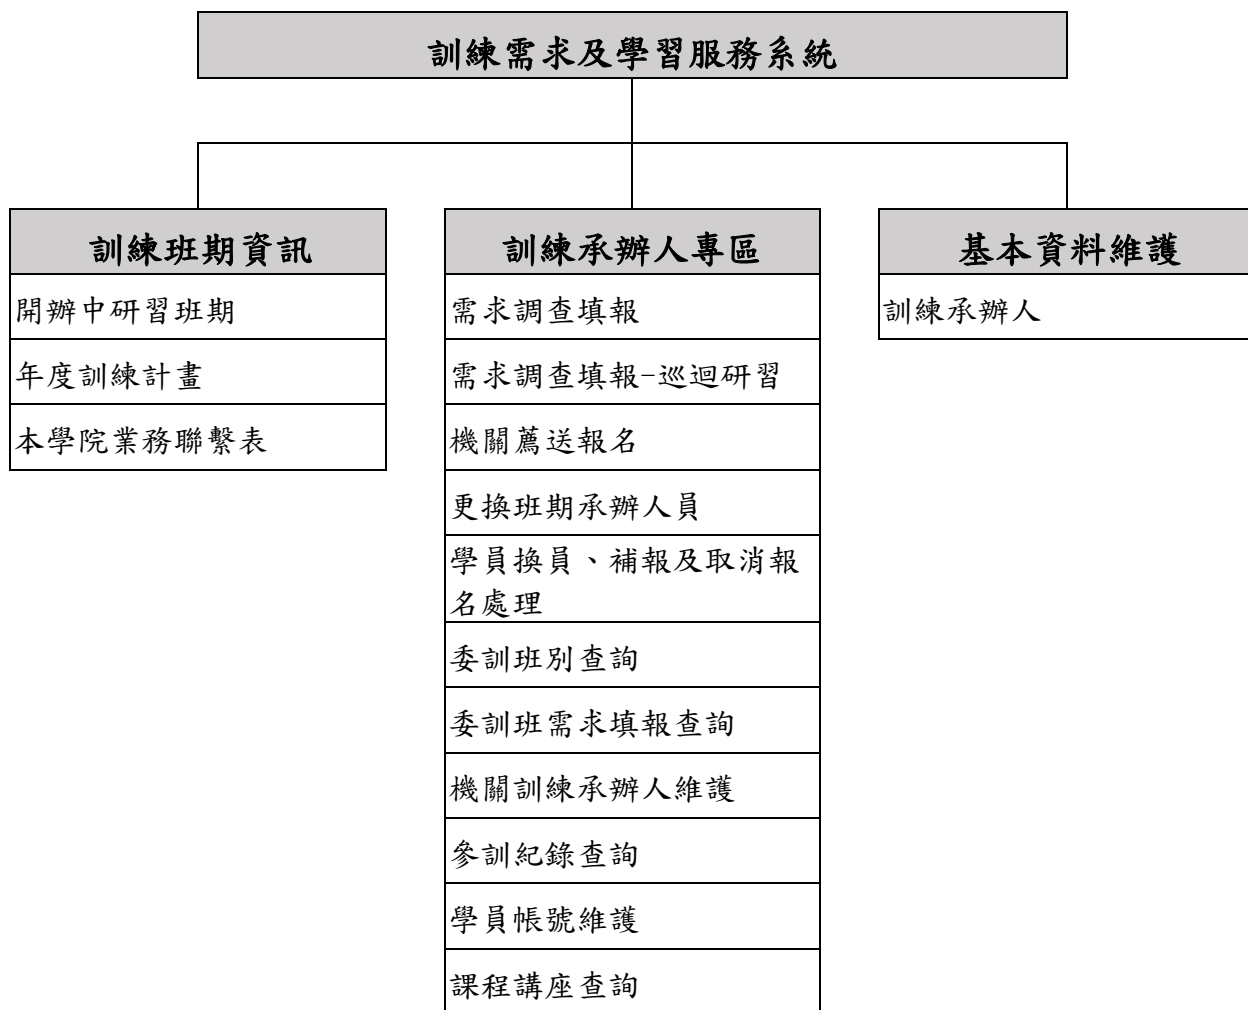 訓練需求及學習服務系統
訓練班期資訊
開辦中研習班期
年度訓練計畫
本學院業務聯繫表
訓練承辦人專區
需求調查填報
需求調查填報-巡迴研習
機關薦送報名
更換班期承辦人員
學員換員、補報及取消報
名處理
委訓班別查詢
委訓班需求填報查詢
機關訓練承辦人維護
參訓紀錄查詢
學員帳號維護
課程講座查詢
基本資料維護
訓練承辦人